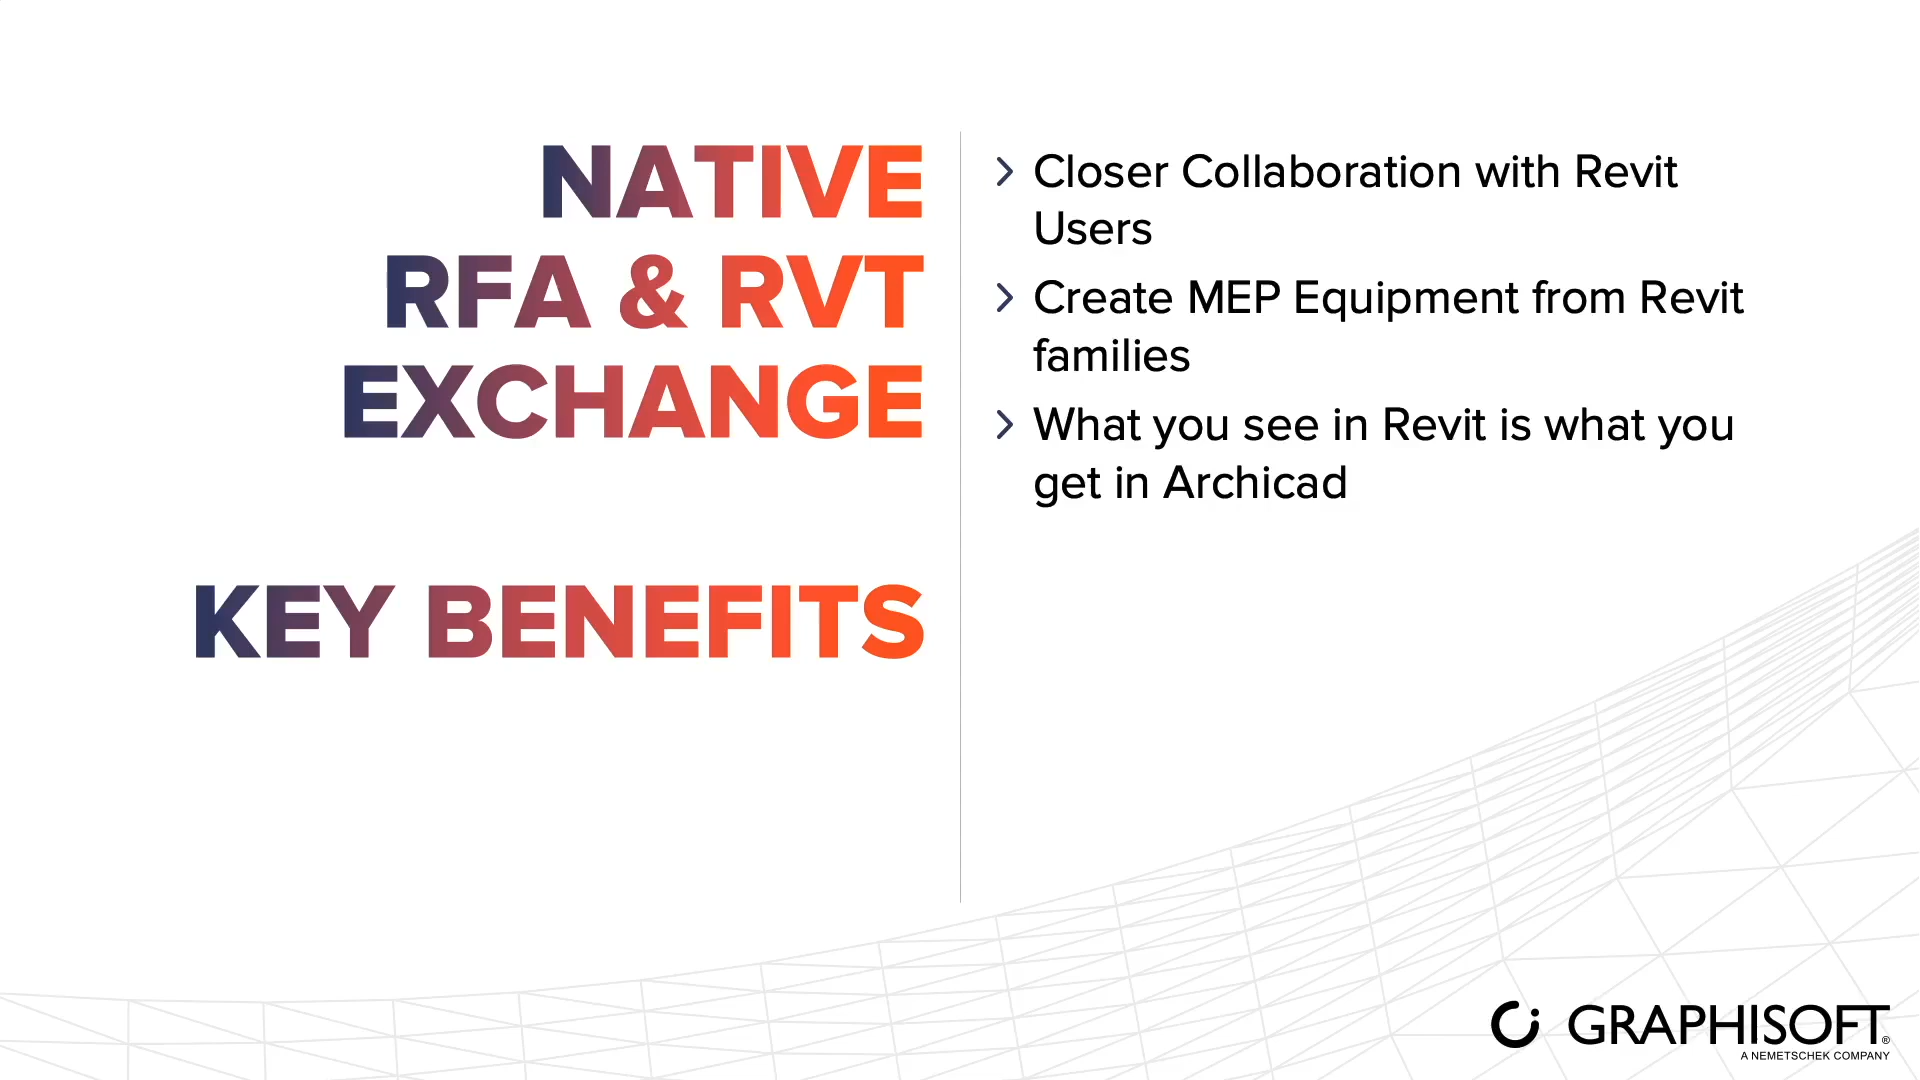 NATIVE
RFA & RVT
EXCHANGE
KEY BENEFITS
Closer Collaboration with Revit
Users
Create MEP Equipment from Revit
families
What you see in Revit is what you
get in Archicad
GRAPHISOFT®
A NEMETSCHEK COMPANY